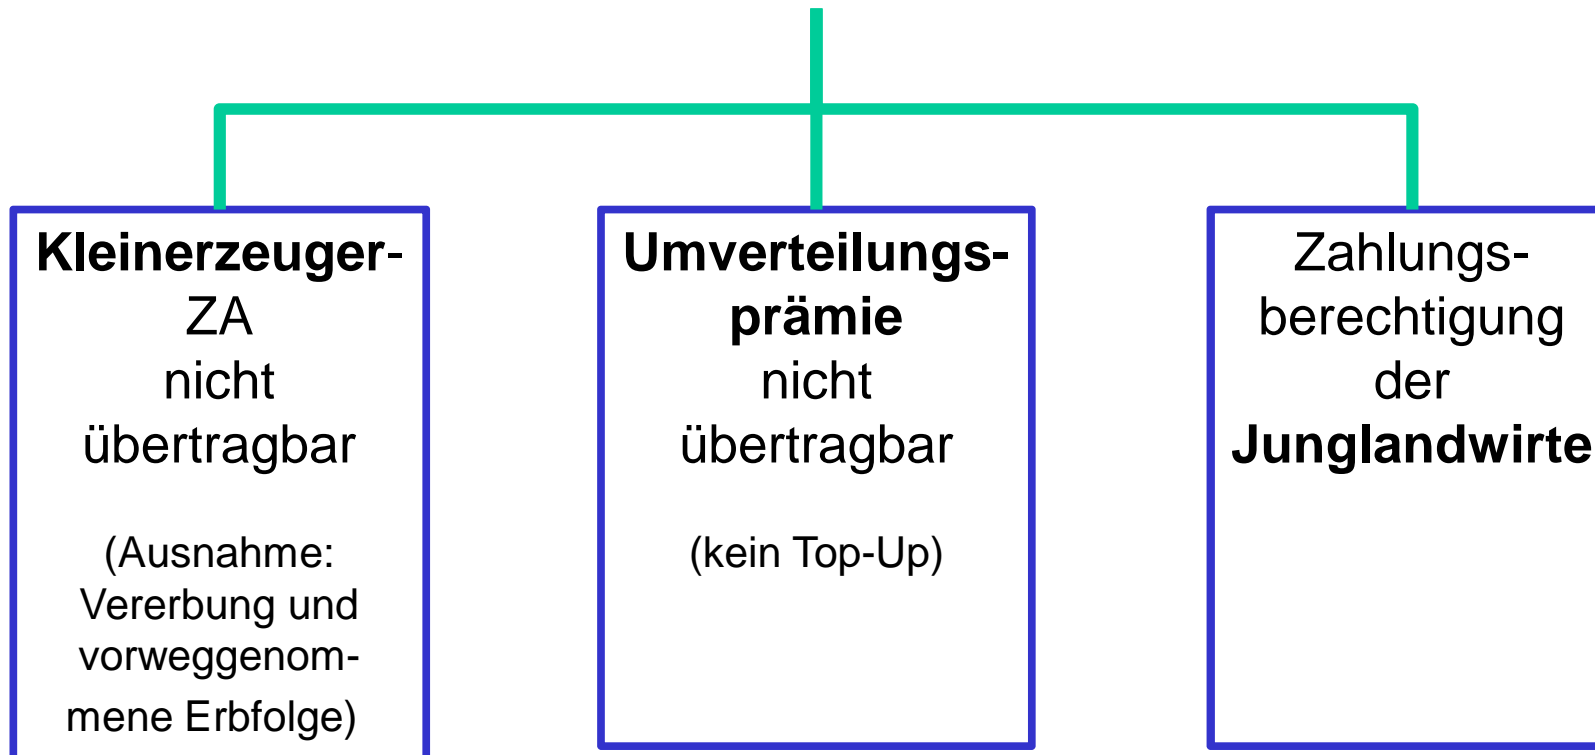 Kleinerzeuger-
ZA
nicht
übertragbar
(Ausnahme:
Vererbung und
vorweggenom-
mene Erbfolge)
Umverteilungs-
prämie
nicht
übertragbar
(kein Top-Up)
Zahlungs-
berechtigung
der
Junglandwirte